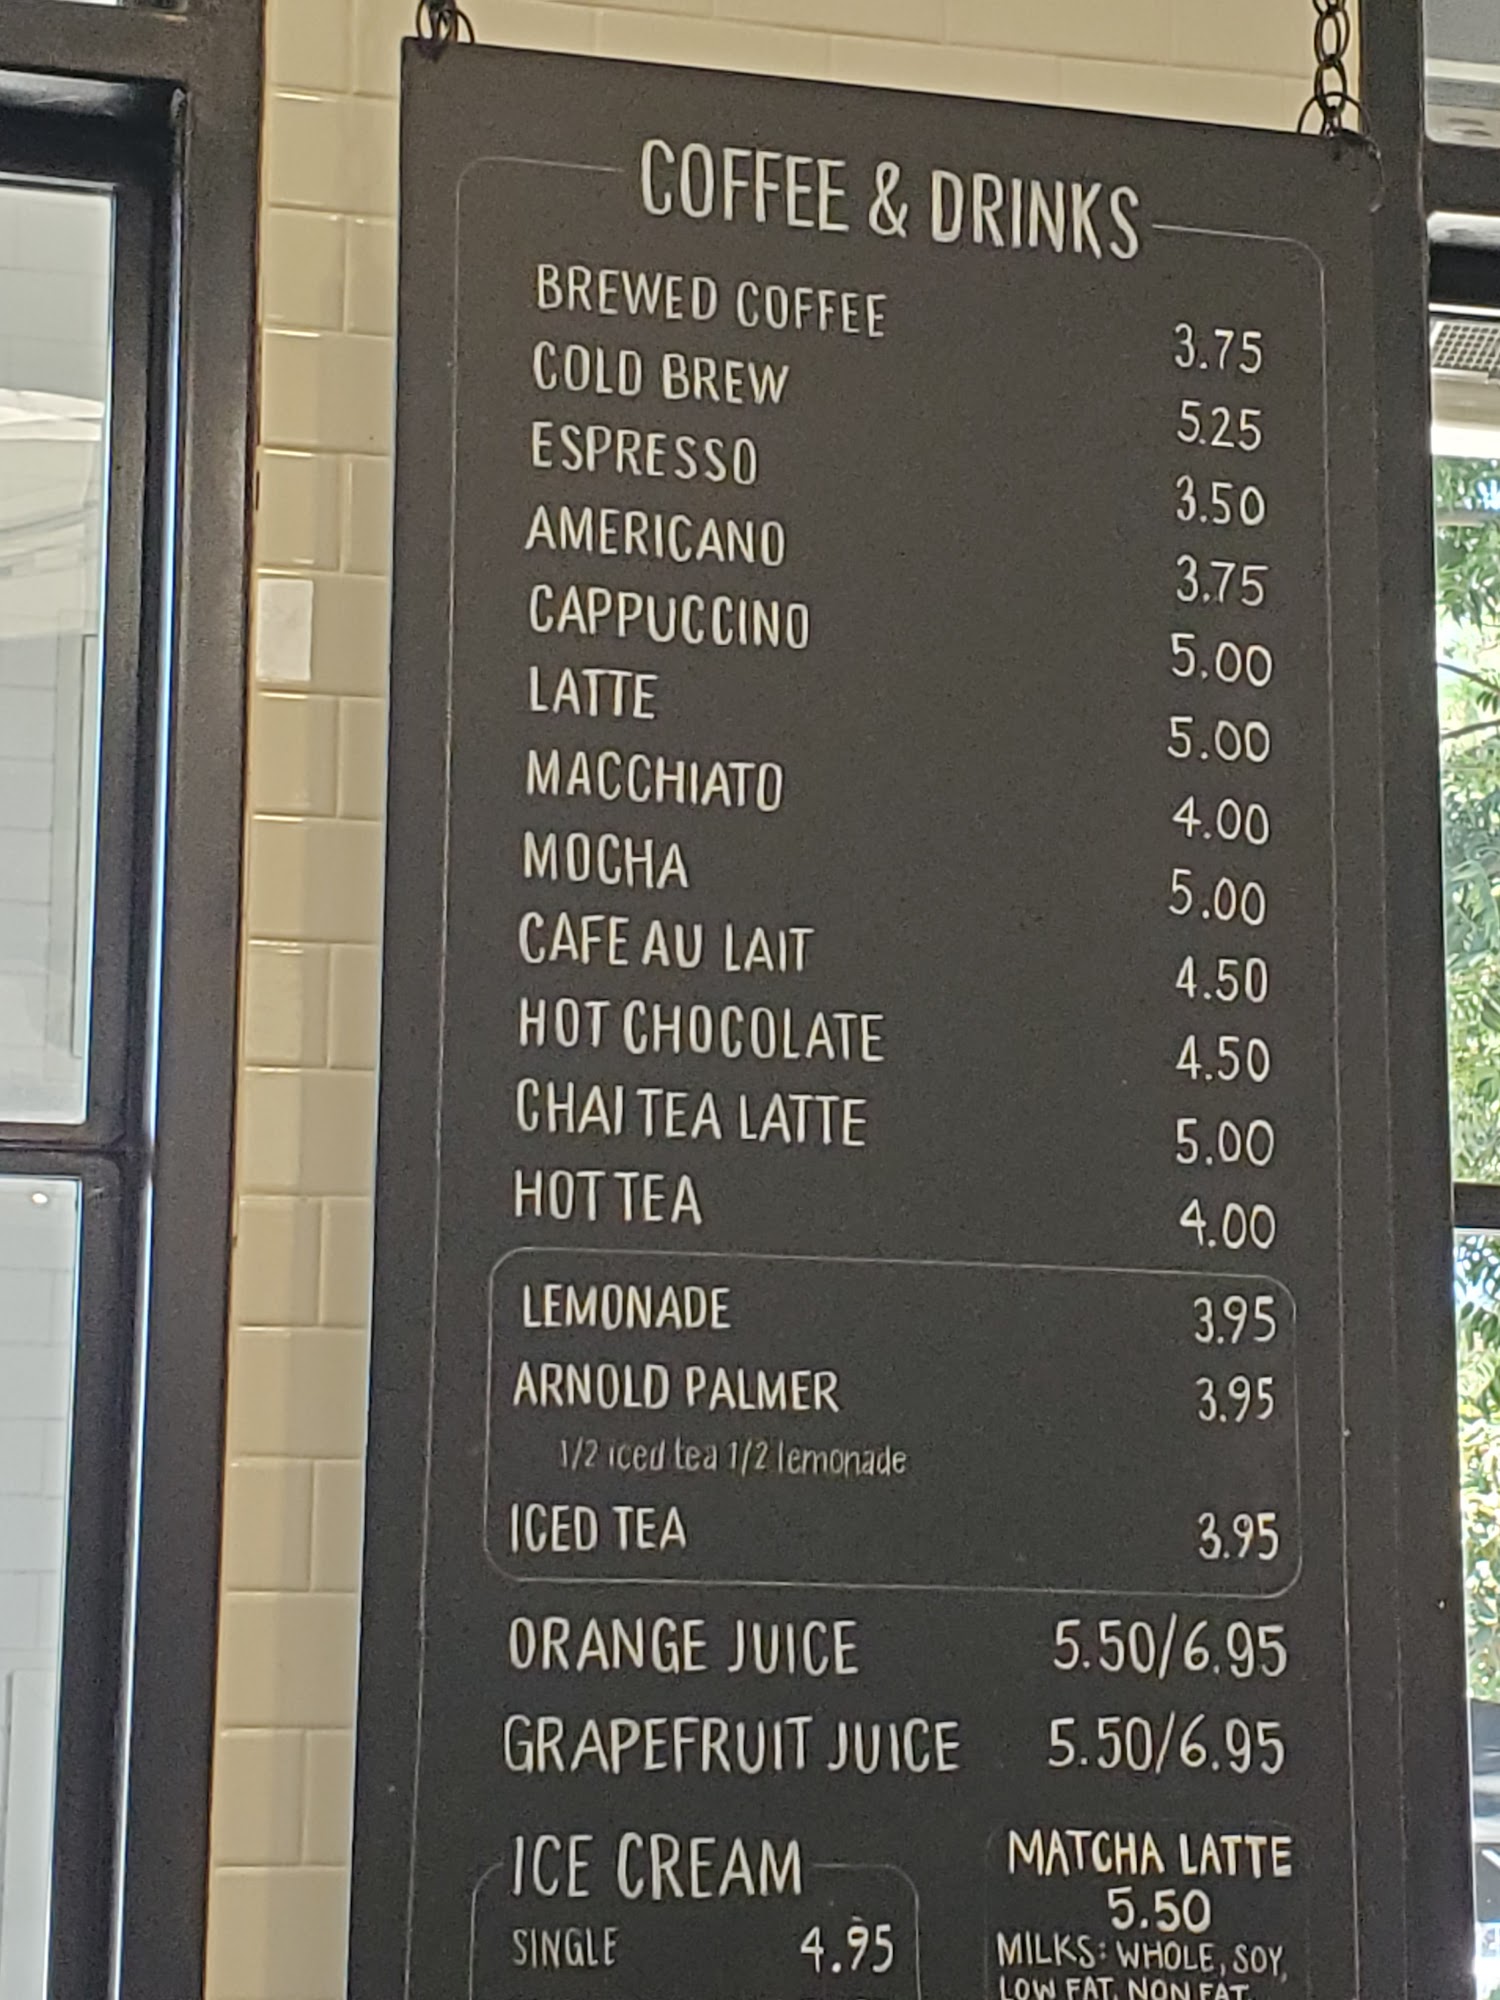 COFFEE & DRINKS
BREWED COFFEE 3.75
COLD BREW 5.25
ESPRESSO 3.50
AMERICANO 3.75
CAPPUCCINO 5.00
LATTE 5.00
MACCHIATO 4.00
MOCHA 5.00
CAFE AU LAIT 4.50
HOT CHOCOLATE 4.50
CHAI TEA LATTE 5.00
HOT TEA 4.00
LEMONADE 3.95
ARNOLD PALMER 3.95
1/2 iced tea 1/2 lemonade
ICED TEA 3.95
ORANGE JUICE 5.50/6.95
GRAPEFRUIT JUICE 5.50/6.95
ICE CREAM
SINGLE 4.95
MATCHA LATTE
5.50
MILKS: WHOLE, SOY,
LOW FAT, NON FAT